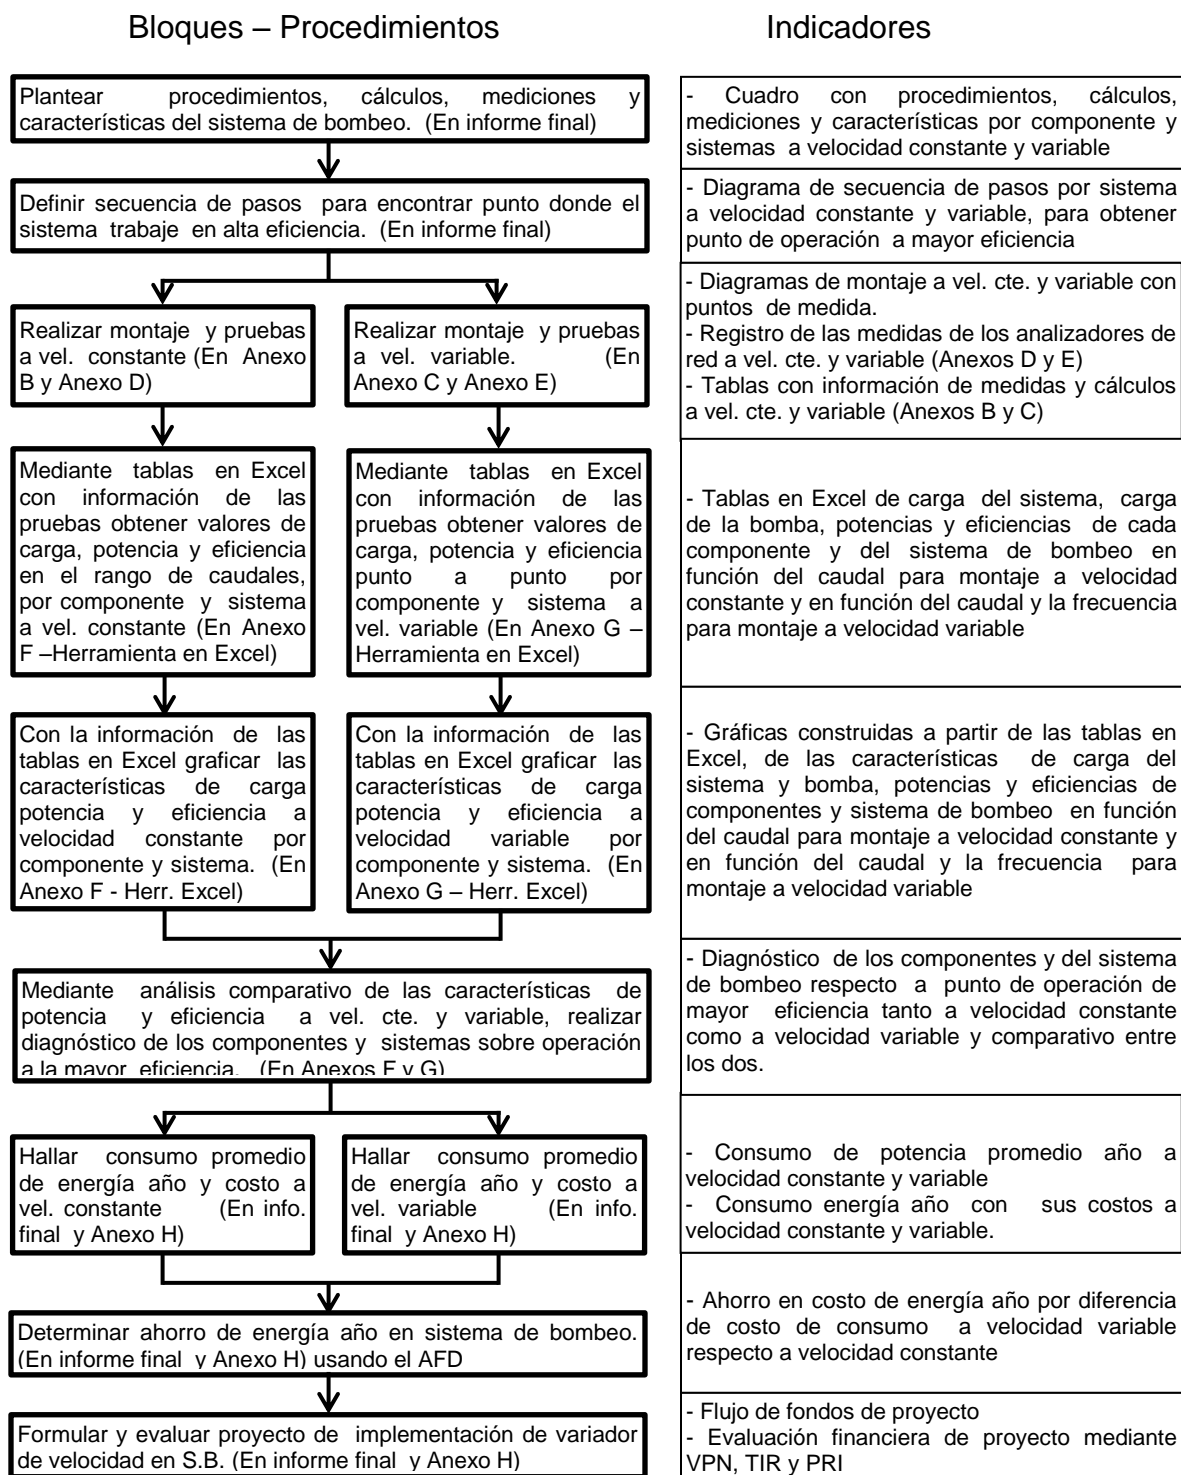 Bloques – Procedimientos
Indicadores
Plantear procedimientos, cálculos, mediciones y
características del sistema de bombeo. (En informe final)
- Cuadro con procedimientos, cálculos,
mediciones y características por componente y
sistemas a velocidad constante y variable
Definir secuencia de pasos para encontrar punto donde el
sistema trabaje en alta eficiencia. (En informe final)
- Diagrama de secuencia de pasos por sistema
a velocidad constante y variable, para obtener
punto de operación a mayor eficiencia
Realizar montaje y pruebas
a vel. constante (En Anexo
B y Anexo D)
Realizar montaje y pruebas
a vel. variable. (En
Anexo C y Anexo E)
- Diagramas de montaje a vel. cte. y variable con
puntos de medida.
- Registro de las medidas de los analizadores de
red a vel. cte. y variable (Anexos D y E)
- Tablas con información de medidas y cálculos
a vel. cte. y variable (Anexos B y C)
Mediante tablas en Excel
con información de las
pruebas obtener valores de
carga, potencia y eficiencia
en el rango de caudales,
por componente y sistema
a vel. constante (En Anexo
F –Herramienta en Excel)
Mediante tablas en Excel
con información de las
pruebas obtener valores de
carga, potencia y eficiencia
punto a punto por
componente y sistema a
vel. variable (En Anexo G –
Herramienta en Excel)
- Tablas en Excel de carga del sistema, carga
de la bomba, potencias y eficiencias de cada
componente y del sistema de bombeo en
función del caudal para montaje a velocidad
constante y en función del caudal y la frecuencia
para montaje a velocidad variable
Con la información de las
tablas en Excel graficar las
características de carga
potencia y eficiencia a
velocidad constante por
componente y sistema. (En
Anexo F - Herr. Excel)
Con la información de las
tablas en Excel graficar las
características de carga
potencia y eficiencia a
velocidad variable por
componente y sistema. (En
Anexo G – Herr. Excel)
- Gráficas construidas a partir de las tablas en
Excel, de las características de carga del
sistema y bomba, potencias y eficiencias de
componentes y sistema de bombeo en función
del caudal para montaje a velocidad constante y
en función del caudal y la frecuencia para
montaje a velocidad variable
Mediante análisis comparativo de las características de
potencia y eficiencia a vel. cte. y variable, realizar
diagnóstico de los componentes y sistemas sobre operación
a la mayor eficiencia. (En Anexos F y G)
- Diagnóstico de los componentes y del sistema
de bombeo respecto a punto de operación de
mayor eficiencia tanto a velocidad constante
como a velocidad variable y comparativo entre
los dos.
Hallar consumo promedio
de energía año y costo a
vel. constante (En info.
final y Anexo H)
Hallar consumo promedio
de energía año y costo a
vel. variable (En info.
final y Anexo H)
- Consumo de potencia promedio año a
velocidad constante y variable
- Consumo energía año con sus costos a
velocidad constante y variable.
Determinar ahorro de energía año en sistema de bombeo.
(En informe final y Anexo H) usando el AFD
- Ahorro en costo de energía año por diferencia
de costo de consumo a velocidad variable
respecto a velocidad constante
Formular y evaluar proyecto de implementación de variador
de velocidad en S.B. (En informe final y Anexo H)
- Flujo de fondos de proyecto
- Evaluación financiera de proyecto mediante
VPN, TIR y PRI